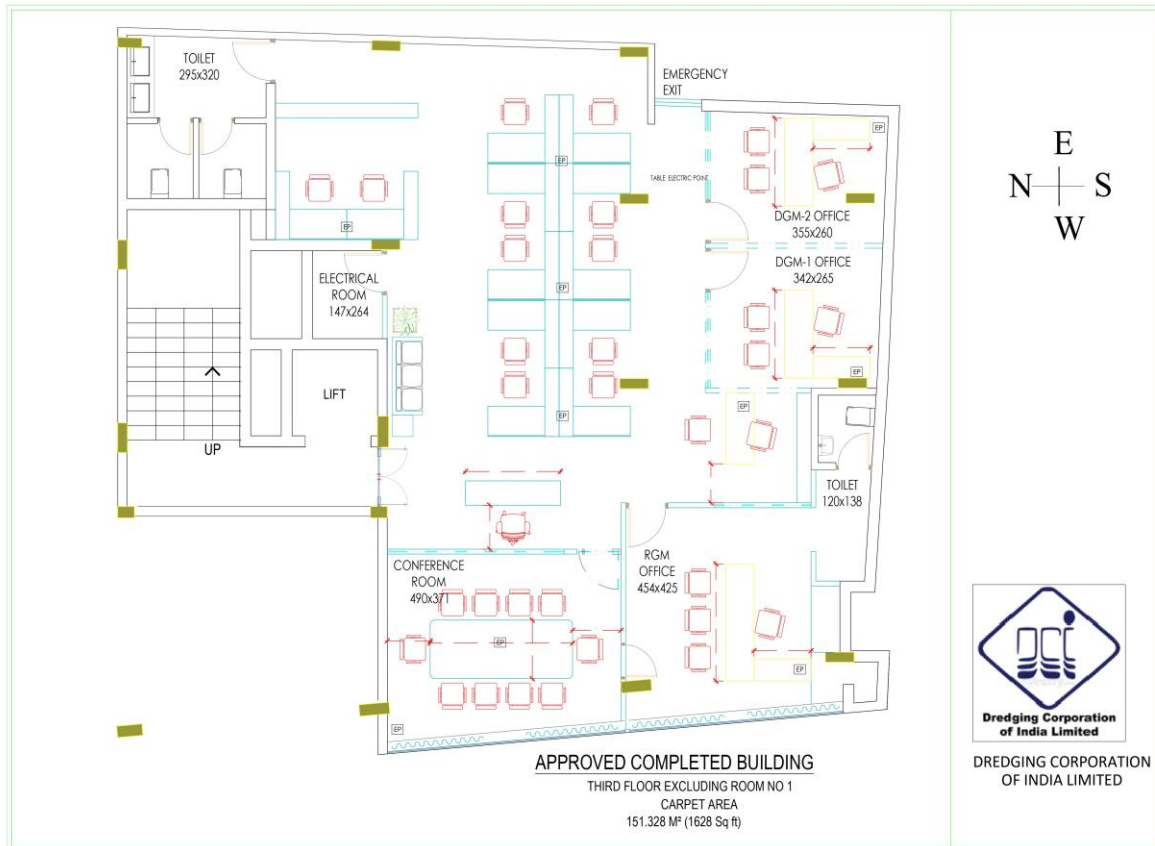 TOILET
295x320
EMERGENCY
EXIT
EP
E
N S
W
EP
TABLE ELECTRIC POINT
DGM-2 OFFICE
355x260
EP
DGM-1 OFFICE
342x265
ELECTRICAL
ROOM
147x264
EP
EP
LIFT
EP
EP
UP
TOILET
120x138
RGM
OFFICE
454x425
CONFERENCE
ROOM
490x371
EP
EP
EP
APPROVED COMPLETED BUILDING
THIRD FLOOR EXCLUDING ROOM NO 1
CARPET AREA
151.328 M² (1628 Sq ft)
DCI
Dredging Corporation
of India Limited
DREDGING CORPORATION
OF INDIA LIMITED